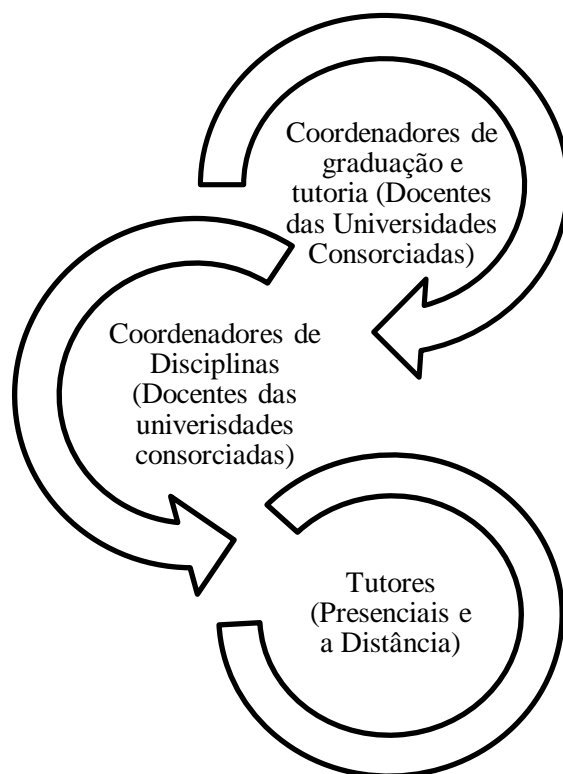 Coordenadores de
graduação e
tutoria (Docentes
das Universidades
Consorciadas)
Coordenadores de
Disciplinas
(Docentes das
univerisdades
consorciadas)
Tutores
(Presenciais e
a Distância)